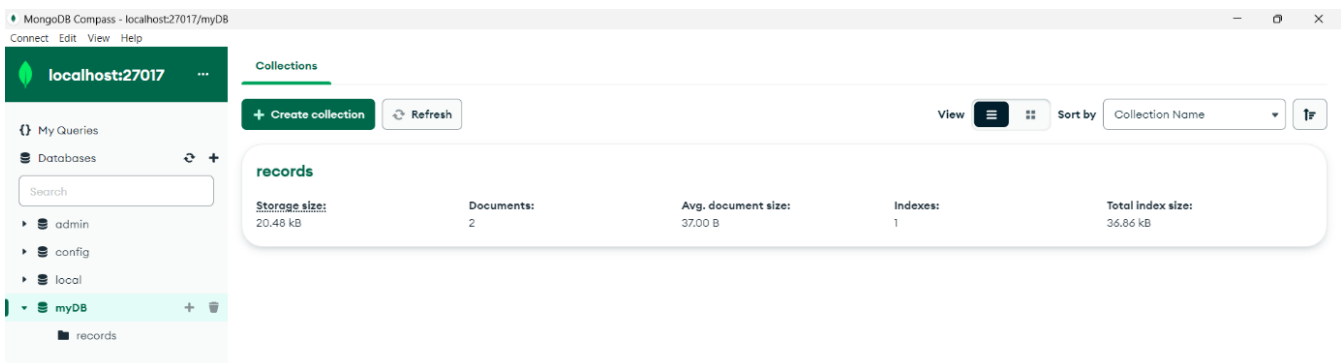 MongoDB Compass - localhost:27017/myDB
Connect Edit View Help
localhost:27017 ...
{} My Queries
Databases
Search
admin
config
local
myDB
records
Collections
+ Create collection Refresh View Sort by Collection Name
records
Storage size: Documents: Avg. document size: Indexes: Total index size:
20.48 kB 2 37.00 B 1 36.86 kB